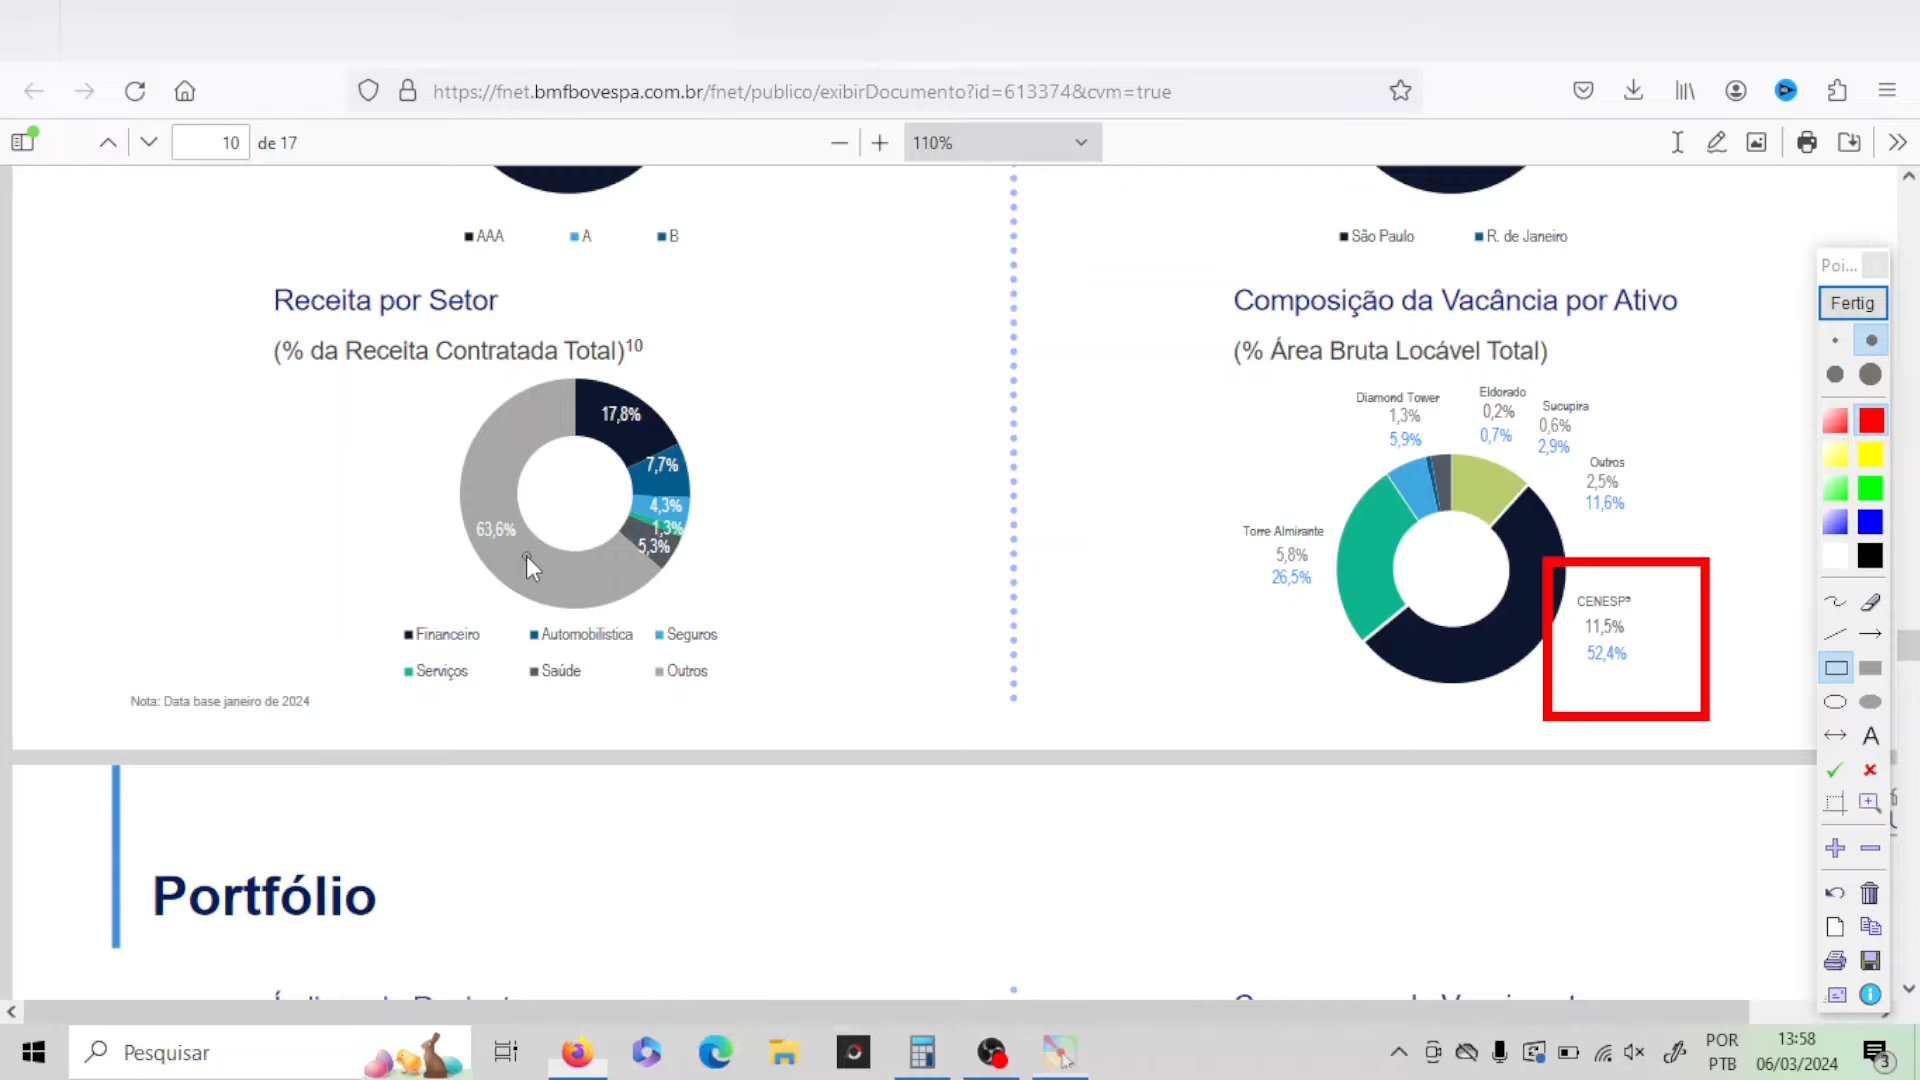 https://fnet.bmfbovespa.com.br/fnet/publico/exibirDocumento?id=613374&cvm=true
10 de 17
110%
AAA A B
Receita por Setor
(% da Receita Contratada Total)10
17,8%
7,7%
4,3%
1,3%
5,3%
63,6%
Financeiro Automobilistica Seguros
Serviços Saúde Outros
Nota: Data base janeiro de 2024
São Paulo R. de Janeiro
Composição da Vacância por Ativo
(% Área Bruta Locável Total)
Diamond Tower
1,3%
5,9%
Eldorado
0,2%
0,7%
Sucupira
0,6%
2,9%
Outros
2,5%
11,6%
Torre Almirante
5,8%
26,5%
CENESP⁹
11,5%
52,4%
Poi...
Fertig
A
Portfólio
Pesquisar
POR
PTB
13:58
06/03/2024
3